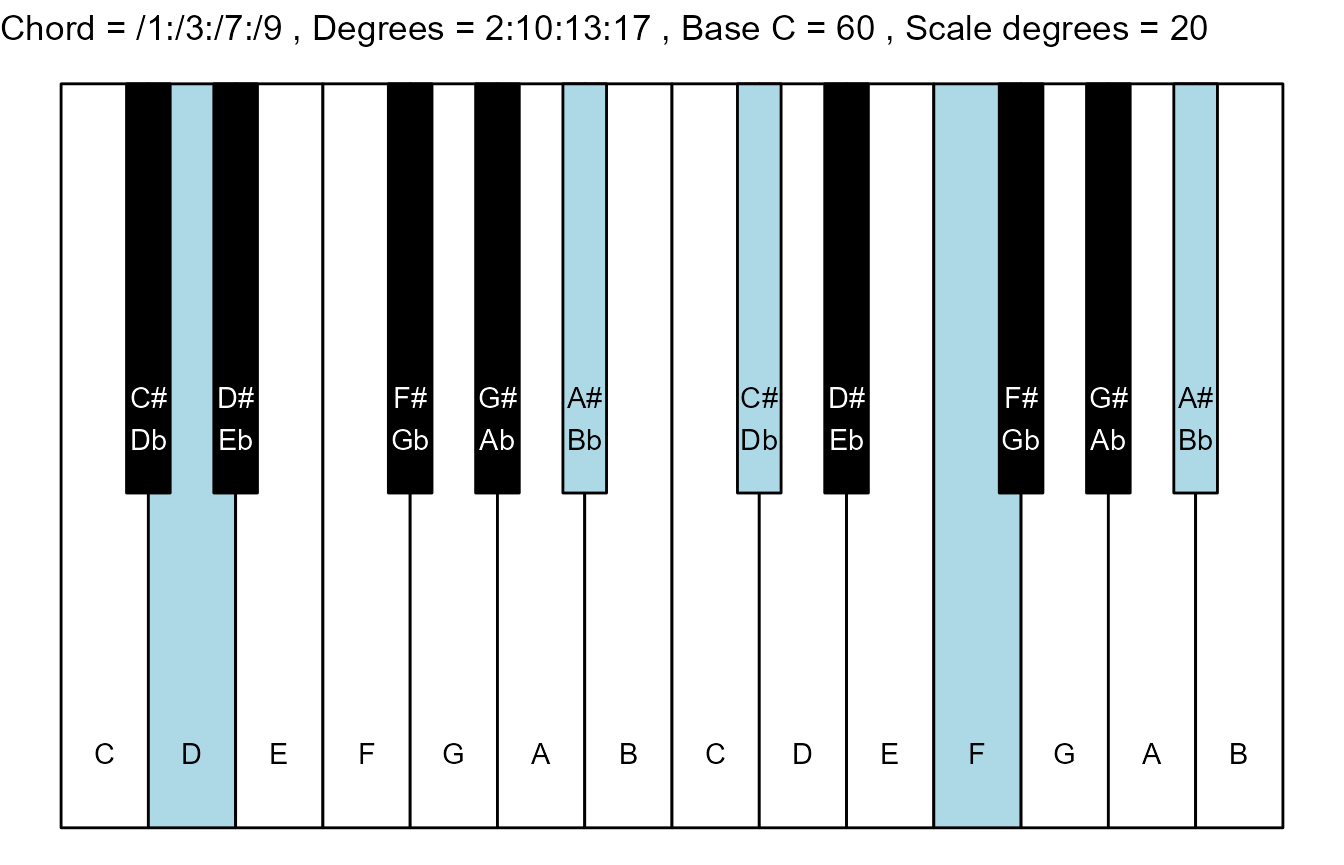 Chord = /1:/3:/7:/9 , Degrees = 2:10:13:17 , Base C = 60 , Scale degrees = 20
C# D# F# G# A# C# D# F# G# A#
Db Eb Gb Ab Bb Db Eb Gb Ab Bb
C D E F G A B C D E F G A B